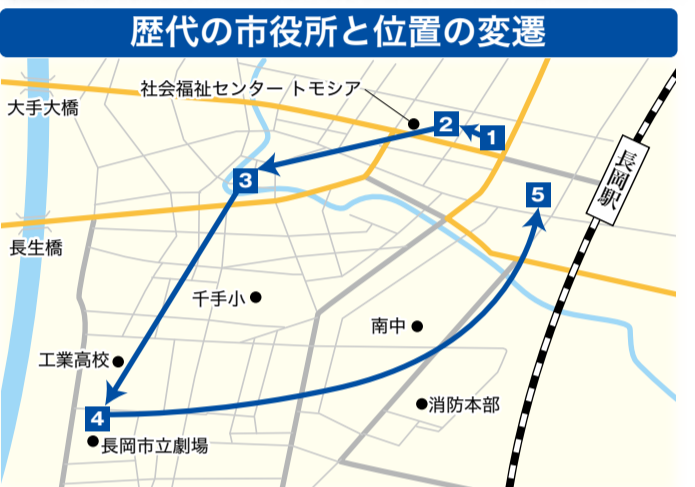 歴代の市役所と位置の変遷
社会福祉センター トモシア
大手大橋
2
1
長岡駅
3
5
長生橋
千手小
南中
工業高校
4
消防本部
長岡市立劇場